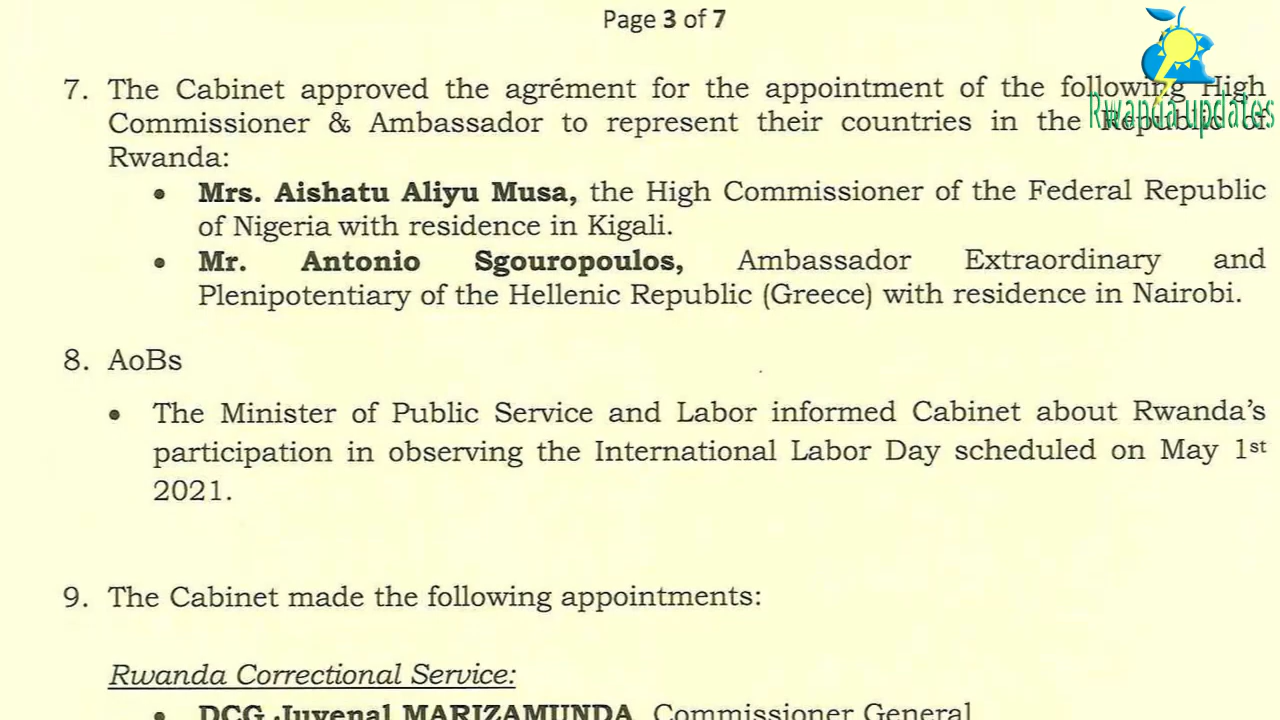 Page 3 of 7
Rwanda updates
7. The Cabinet approved the agrément for the appointment of the following High
Commissioner & Ambassador to represent their countries in the Republic of
Rwanda:
• Mrs. Aishatu Aliyu Musa, the High Commissioner of the Federal Republic
of Nigeria with residence in Kigali.
• Mr. Antonio Sgouropoulos, Ambassador Extraordinary and
Plenipotentiary of the Hellenic Republic (Greece) with residence in Nairobi.
8. AoBs
• The Minister of Public Service and Labor informed Cabinet about Rwanda's
participation in observing the International Labor Day scheduled on May 1st
2021.
9. The Cabinet made the following appointments:
Rwanda Correctional Service:
• DCG Juvenal MARIZAMUNDA, Commissioner General